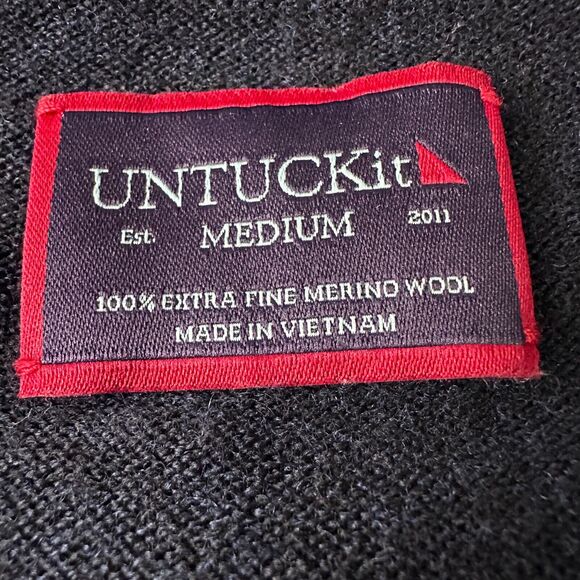 UNTUCKit
Est. MEDIUM 2011
100% EXTRA FINE MERINO WOOL
MADE IN VIETNAM